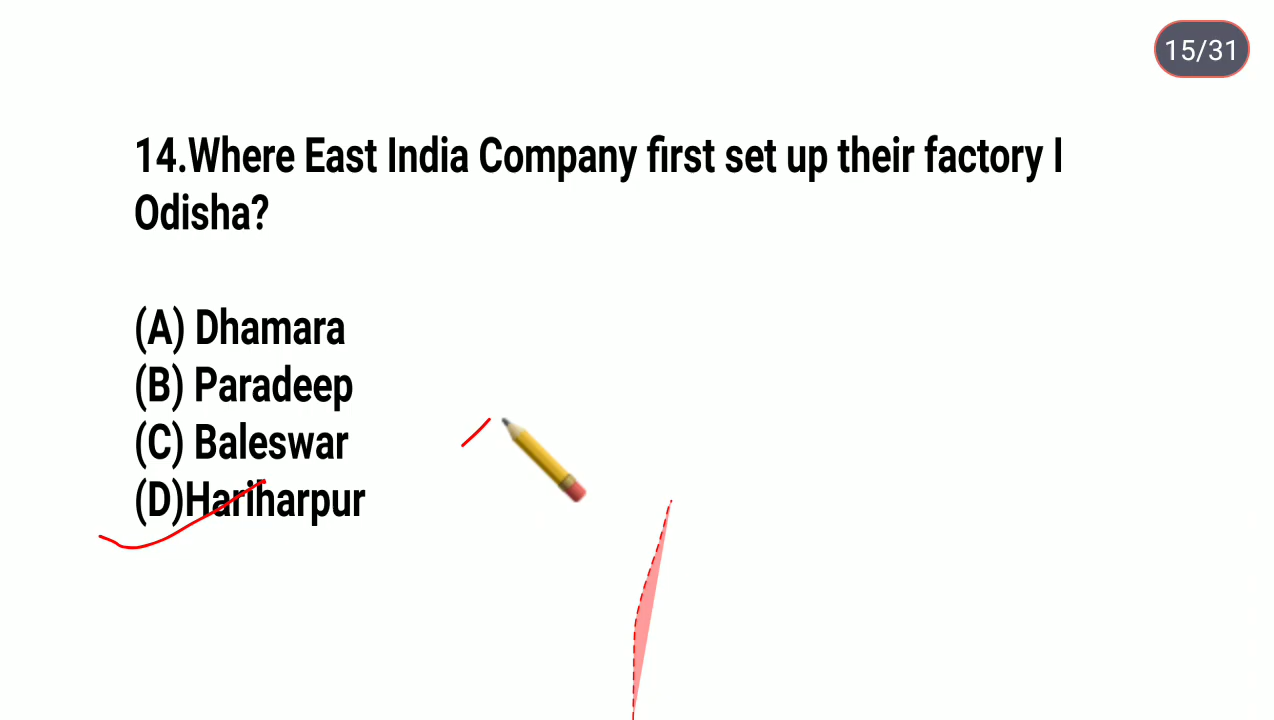 15/31
14.Where East India Company first set up their factory I
Odisha?
(A) Dhamara
(B) Paradeep
(C) Baleswar
(D)Hariharpur